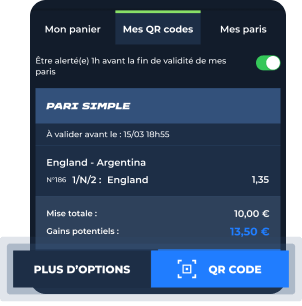 Mon panier Mes QR codes Mes paris
Être alerté(e) 1h avant la fin de validité de mes
paris
PARI SIMPLE
À valider avant le : 15/03 18h55
England - Argentina
N°186 1/N/2 : England 1,35
Mise totale : 10,00 €
Gains potentiels : 13,50 €
PLUS D'OPTIONS QR CODE